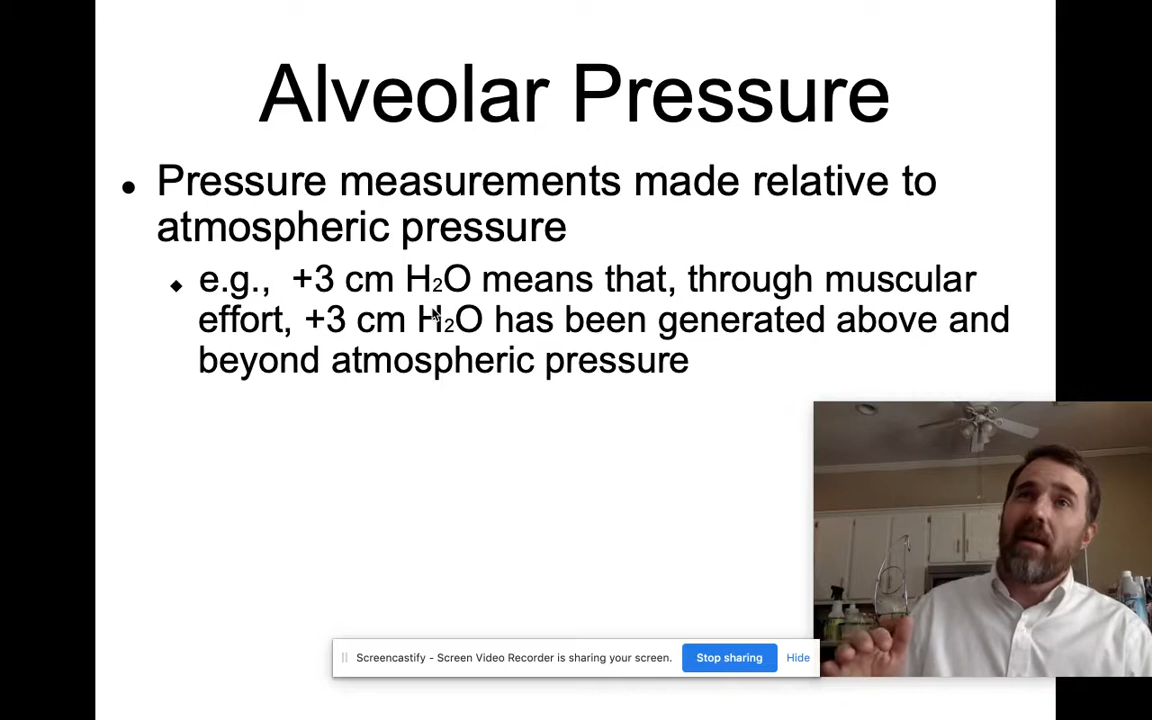 Alveolar Pressure
• Pressure measurements made relative to
atmospheric pressure
◆ e.g., +3 cm H₂O means that, through muscular
effort, +3 cm H₂O has been generated above and
beyond atmospheric pressure
Screencastify - Screen Video Recorder is sharing your screen. Stop sharing Hide